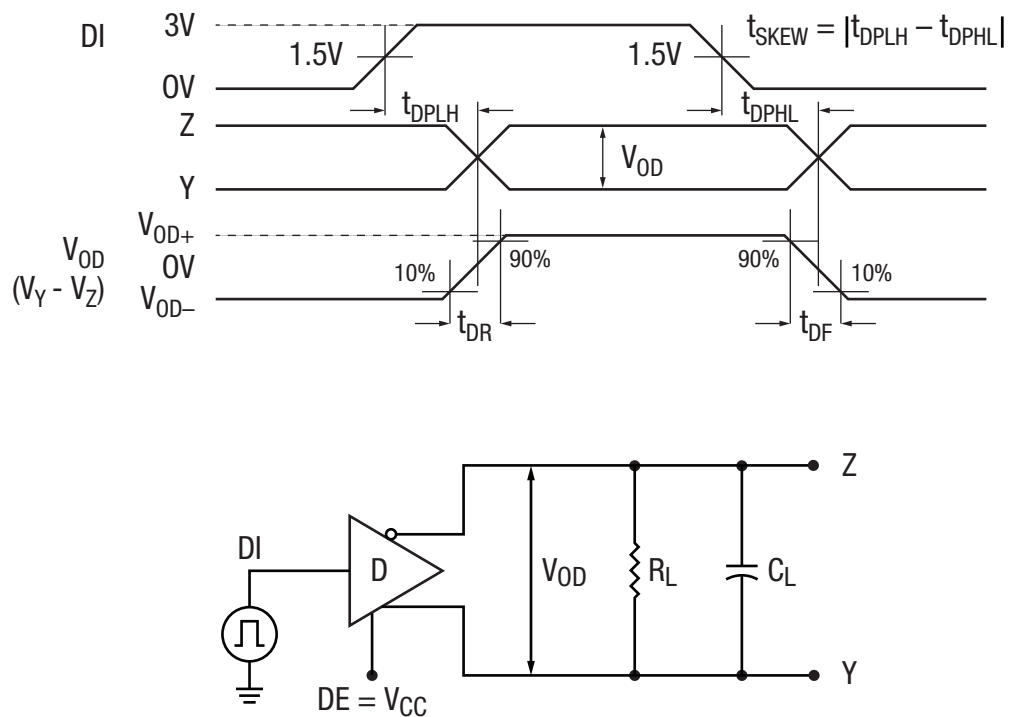 DI
3V
1.5V
1.5V
0V
tSKEW = |tDPLH – tDPHL|
tDPLH
tDPHL
Z
Y
VOD
VOD
(VY - VZ)
VOD+
0V
VOD–
10%
90%
90%
10%
tDR
tDF
DI
D
DE = VCC
VOD
RL
CL
Z
Y